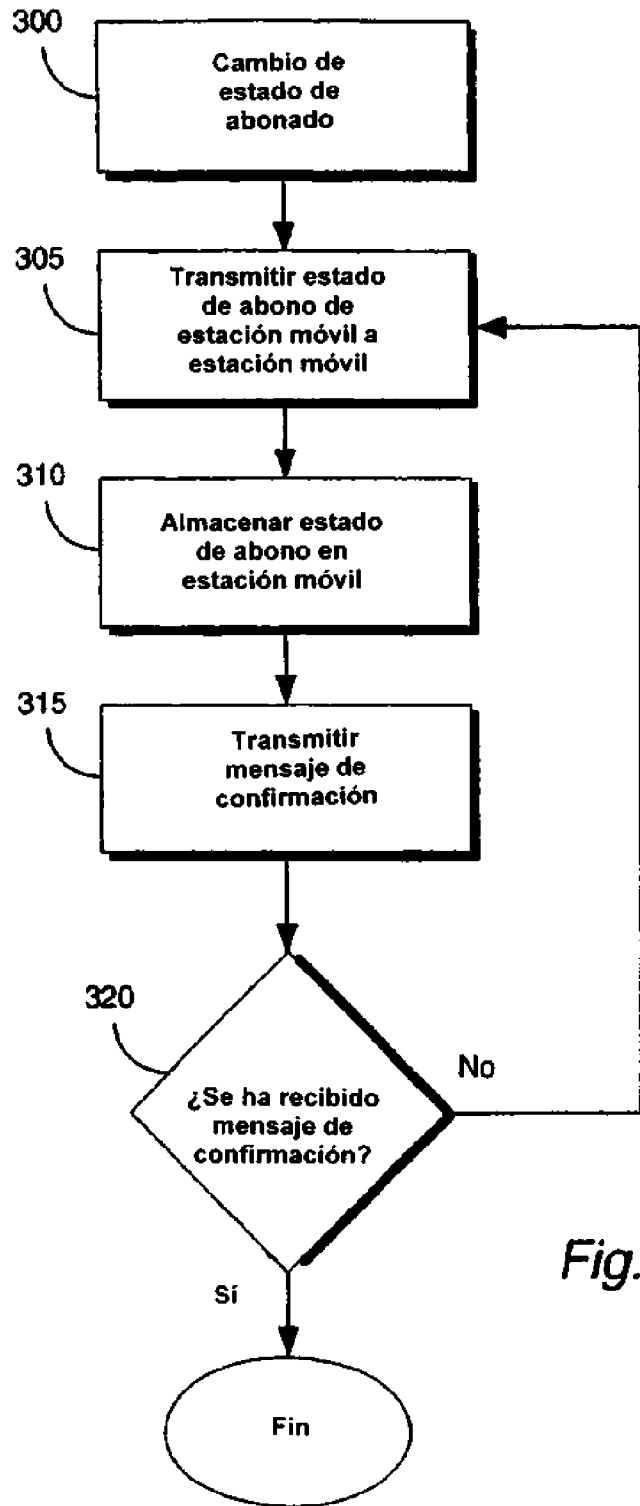 300
Cambio de
estado de
abonado
305
Transmitir estado
de abono de
estación móvil a
estación móvil
310
Almacenar estado
de abono en
estación móvil
315
Transmitir
mensaje de
confirmación
320
¿Se ha recibido
mensaje de
confirmación?
No
Sí
Fig.
Fin